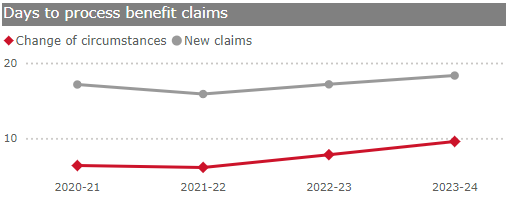 Days to process benefit claims
Change of circumstances New claims
20
10
2020-21 2021-22 2022-23 2023-24